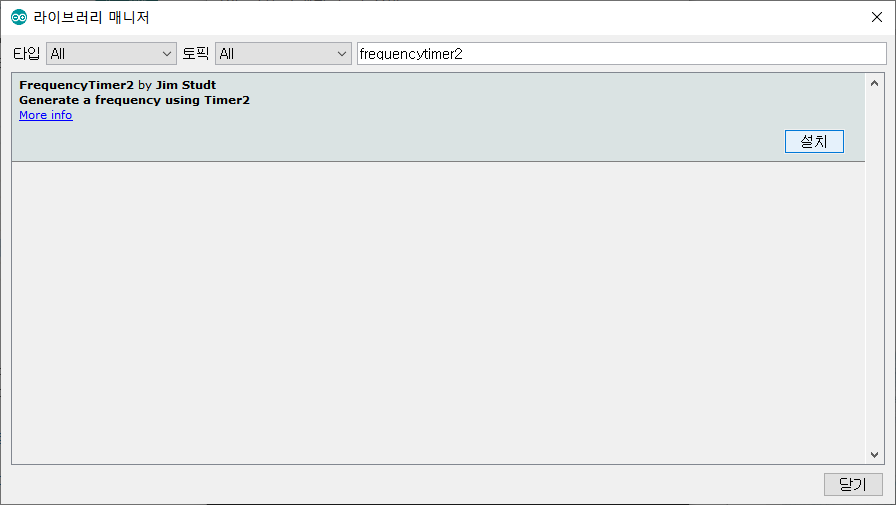 라이브러리 매니저
타입 All 토픽 All frequencytimer2
FrequencyTimer2 by Jim Studt
Generate a frequency using Timer2
More info
설치
닫기